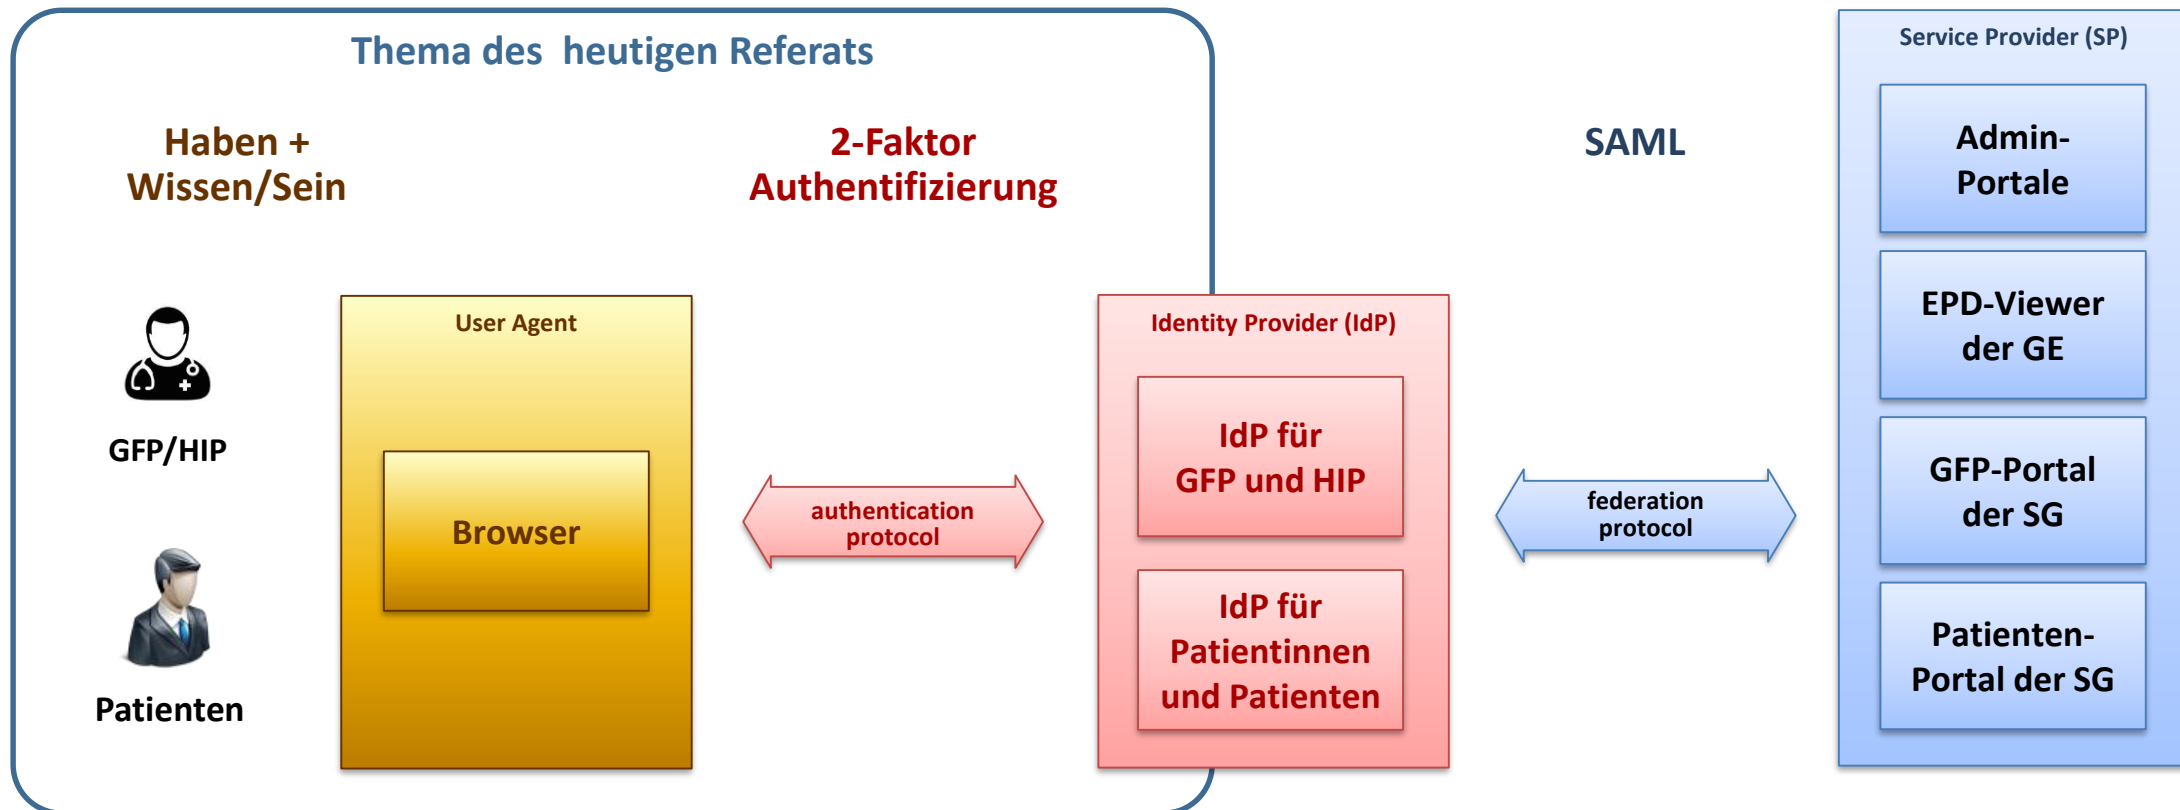 Thema des heutigen Referats
Haben +
Wissen/Sein
2-Faktor
Authentifizierung
SAML
GFP/HIP
Patienten
User Agent
Browser
authentication
protocol
Identity Provider (IdP)
IdP für
GFP und HIP
IdP für
Patientinnen
und Patienten
federation
protocol
Service Provider (SP)
Admin-
Portale
EPD-Viewer
der GE
GFP-Portal
der SG
Patienten-
Portal der SG